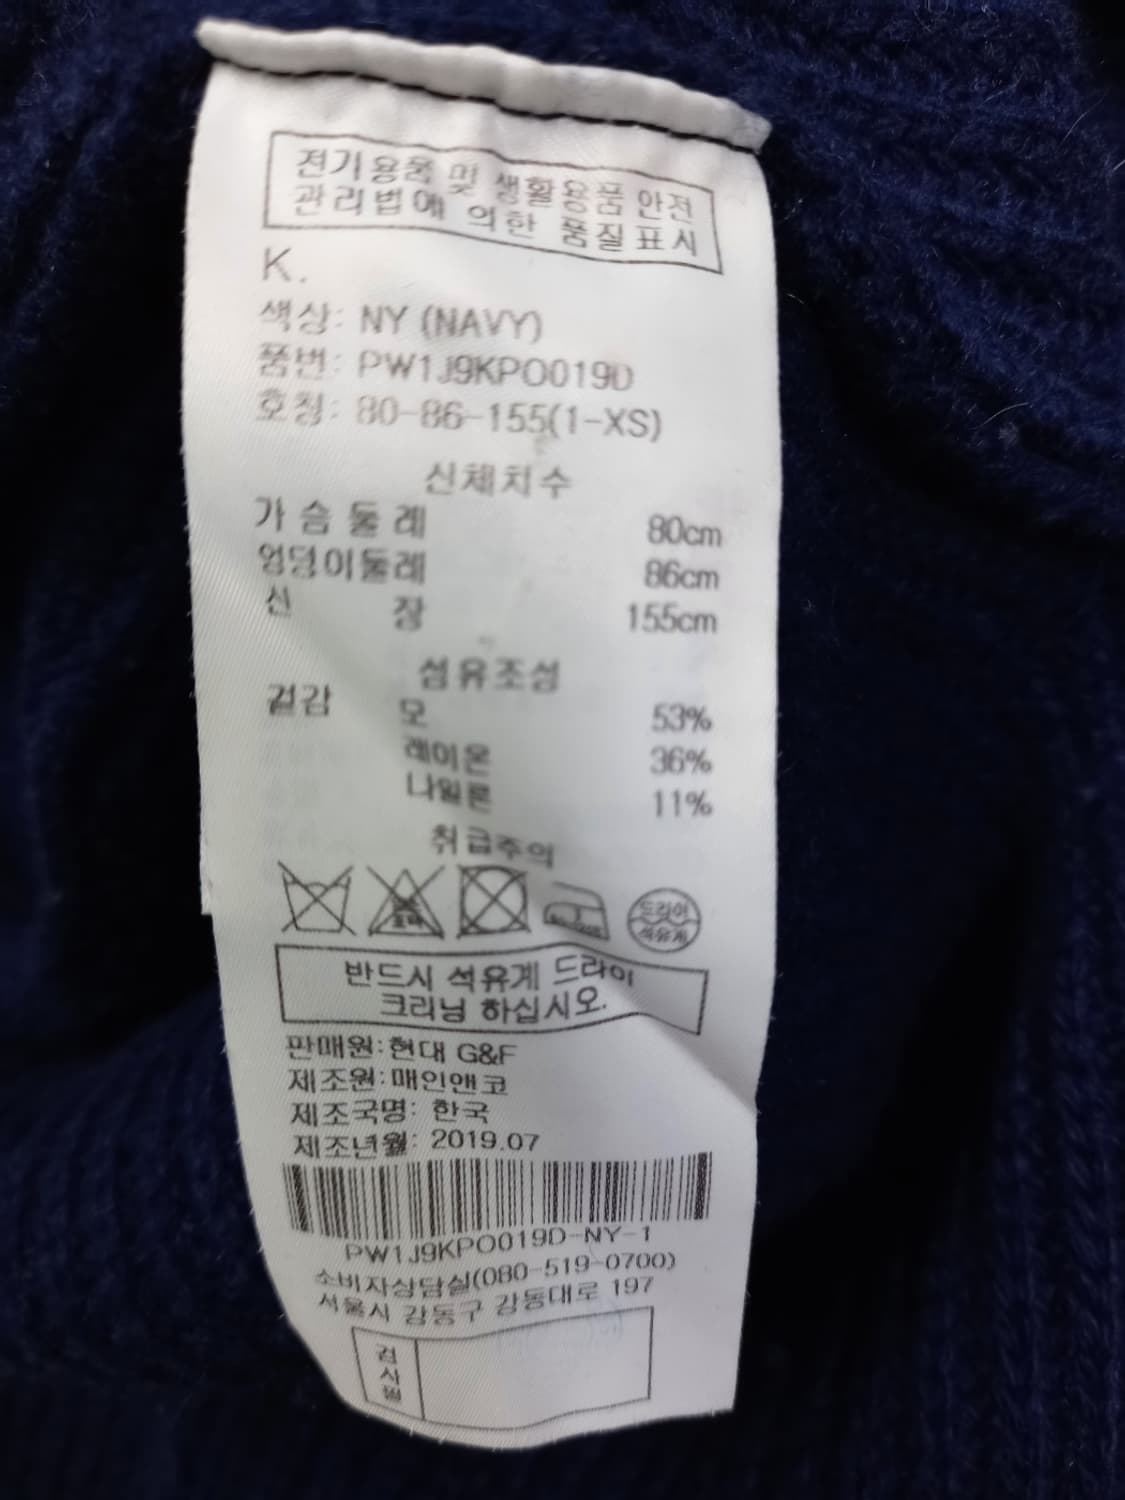 전기용품 및 생활용품 안전
관리법에 의한 품질표시
K.
색상: NY (NAVY)
품번: PW1J9KPO019D
호칭: 80-86-155(1-XS)
신체치수
가슴둘레 80cm
엉덩이둘레 86cm
신장 155cm
섬유조성
겉감 모 53%
레이온 36%
나일론 11%
취급주의
드라이
석유계
반드시 석유계 드라이
크리닝 하십시오.
판매원:현대 G&F
제조원:매인앤코
제조국명: 한국
제조년월: 2019.07
PW1J9KPO019D-NY-1
소비자상담실(080-519-0700)
서울시 강동구 강동대로 197
검사필